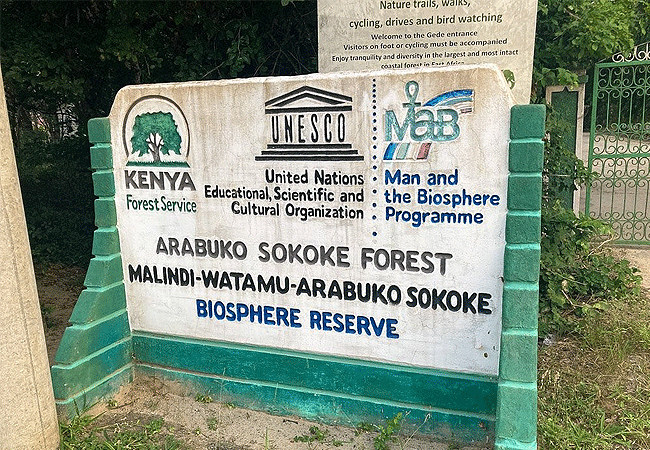 Nature trails, walks,
cycling, drives and bird watching
Welcome to the Gede entrance
Visitors on foot or cycling must be accompanied
Enjoy tranquility and diversity in the largest and most intact
coastal forest in East Africa
KENYA
Forest Service
UNESCO
United Nations
Educational, Scientific and
Cultural Organization
MaB
Man and
the Biosphere
Programme
ARABUKO SOKOKE FOREST
MALINDI-WATAMU-ARABUKO SOKOKE
BIOSPHERE RESERVE